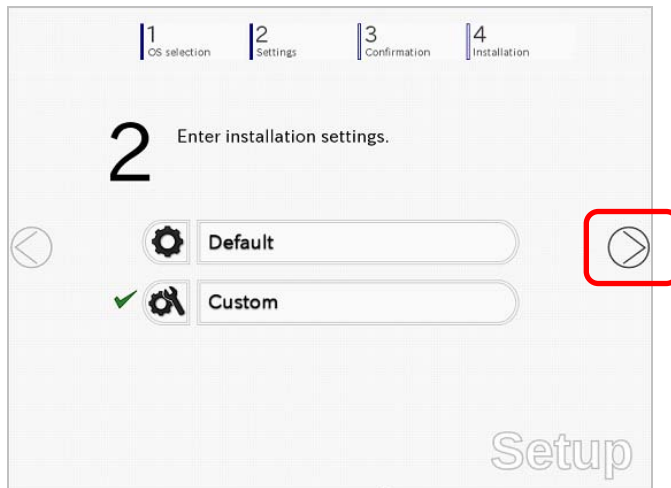 1
OS selection
2
Settings
3
Confirmation
4
Installation
2
Enter installation settings.
Default
Custom
Setup